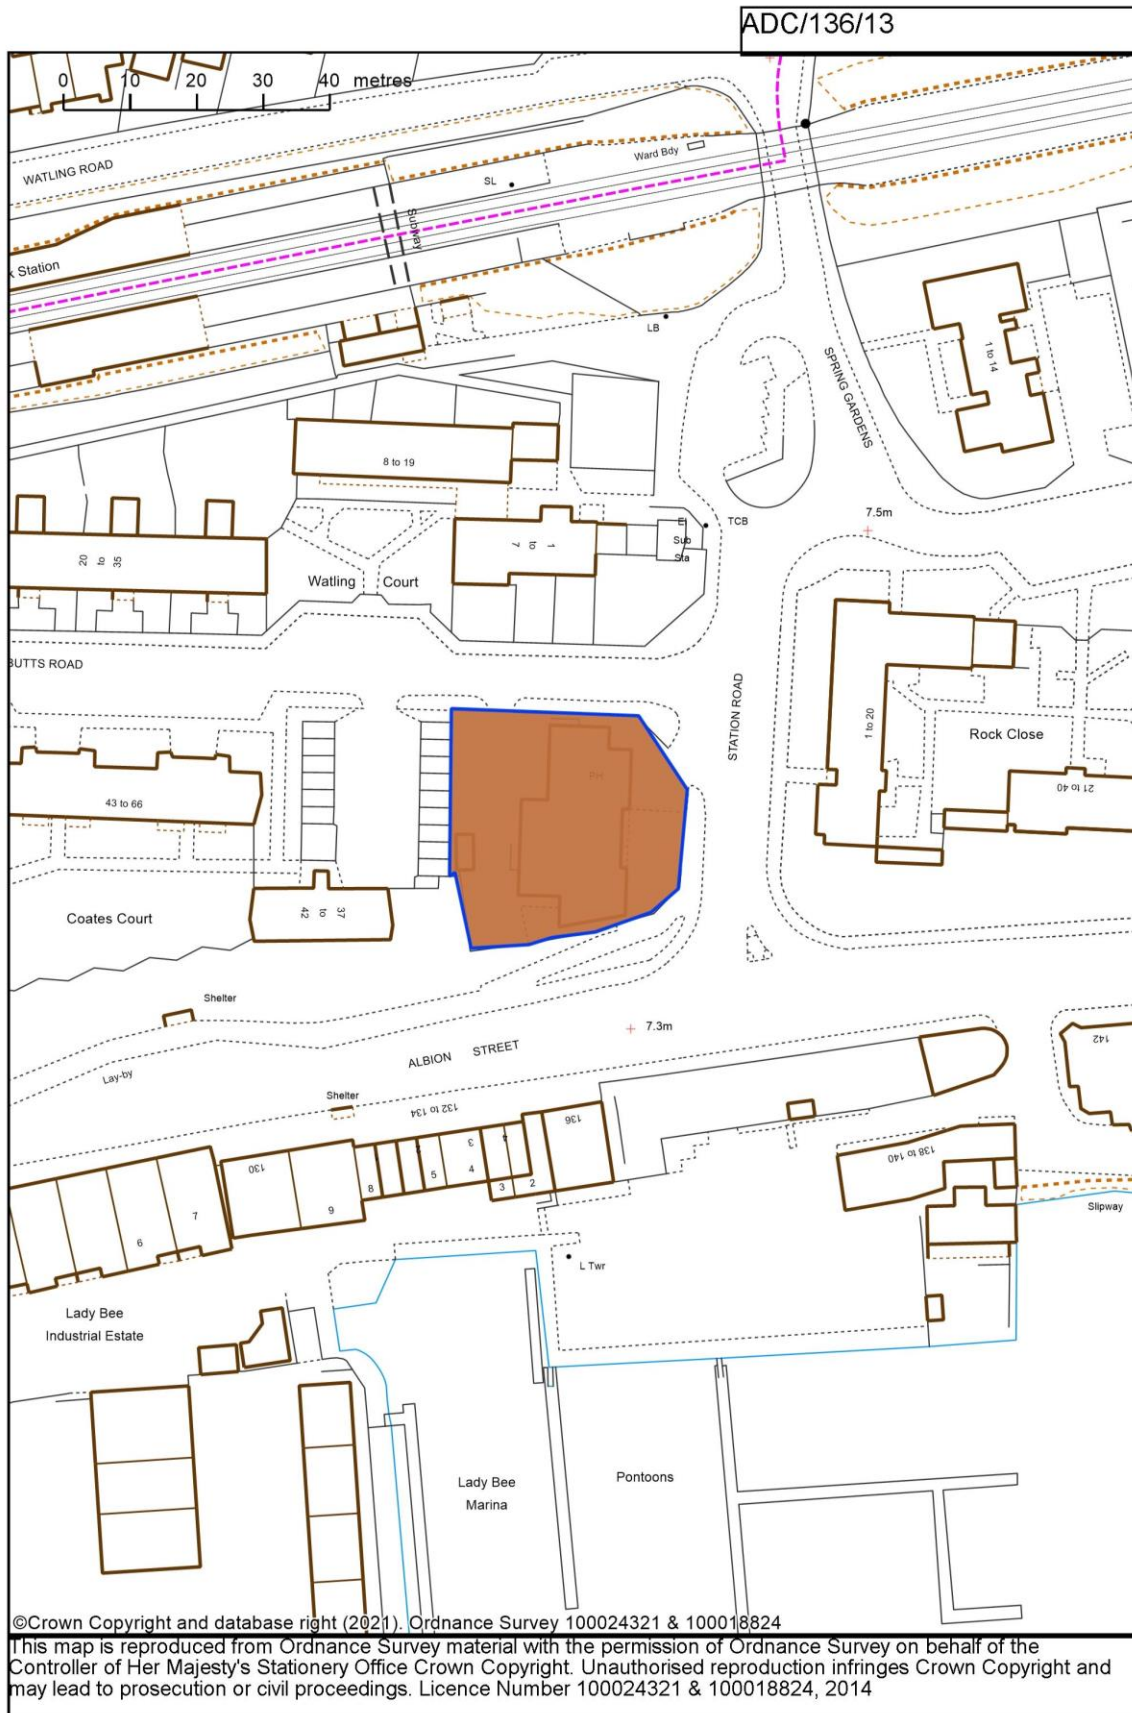 ADC/136/13
0 10 20 30 40 metres
WATLING ROAD
Ward Bdy
SL
Subway
k Station
LB
1 to 14
SPRING GARDENS
8 to 19
7.5m
TCB
El
Sub
Sta
1
to
7
20
to
35
Watling Court
BUTTS ROAD
STATION ROAD
1 to 20
Rock Close
PH
21 to 40
43 to 66
37
to
42
Coates Court
Shelter
7.3m
ALBION STREET
142
Lay-by
Shelter
132 to 134
136
130
3
4
138 to 140
5
4
8
3
2
9
7
6
Slipway
L Twr
Lady Bee
Industrial Estate
Lady Bee
Marina
Pontoons
©Crown Copyright and database right (2021). Ordnance Survey 100024321 & 100018824
This map is reproduced from Ordnance Survey material with the permission of Ordnance Survey on behalf of the
Controller of Her Majesty's Stationery Office Crown Copyright. Unauthorised reproduction infringes Crown Copyright and
may lead to prosecution or civil proceedings. Licence Number 100024321 & 100018824, 2014